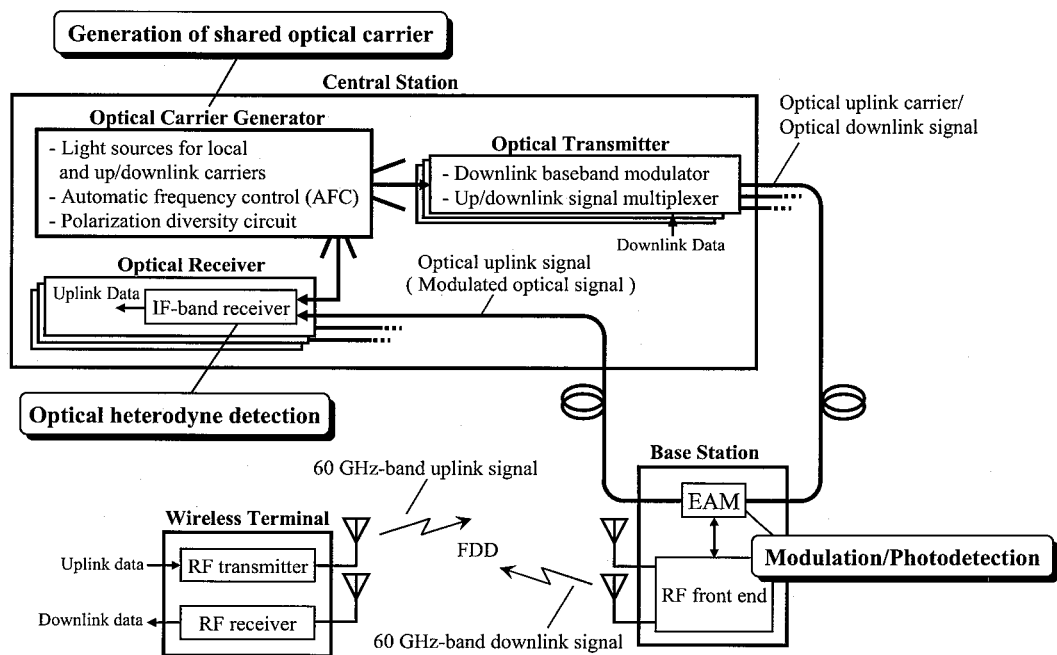 Generation of shared optical carrier
Central Station
Optical Carrier Generator
- Light sources for local
and up/downlink carriers
- Automatic frequency control (AFC)
- Polarization diversity circuit
Optical Transmitter
- Downlink baseband modulator
- Up/downlink signal multiplexer
Downlink Data
Optical uplink carrier/
Optical downlink signal
Optical Receiver
Uplink Data
IF-band receiver
Optical uplink signal
( Modulated optical signal )
Optical heterodyne detection
Base Station
EAM
Modulation/Photodetection
RF front end
60 GHz-band uplink signal
Wireless Terminal
FDD
Uplink data
RF transmitter
Downlink data
RF receiver
60 GHz-band downlink signal